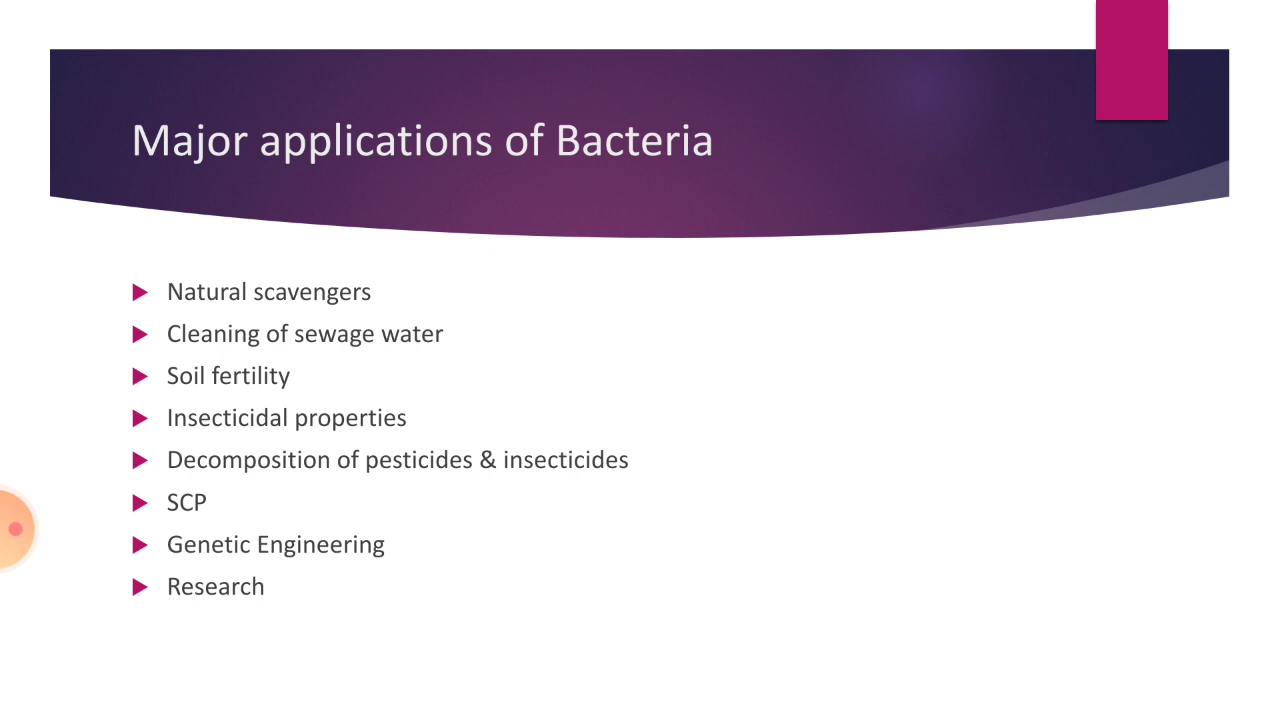 Major applications of Bacteria
Natural scavengers
Cleaning of sewage water
Soil fertility
Insecticidal properties
Decomposition of pesticides & insecticides
SCP
Genetic Engineering
Research